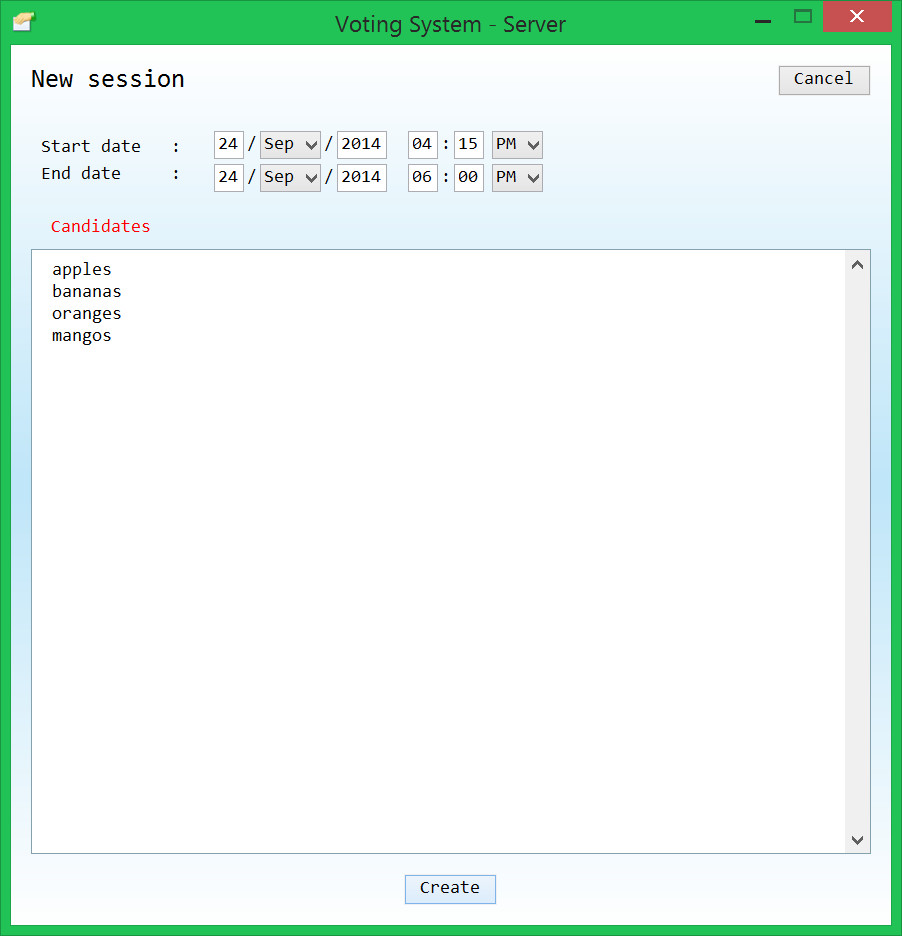 Voting System - Server
New session
Cancel
Start date : 24 / Sep / 2014 04 : 15 PM
End date : 24 / Sep / 2014 06 : 00 PM
Candidates
apples
bananas
oranges
mangos
Create